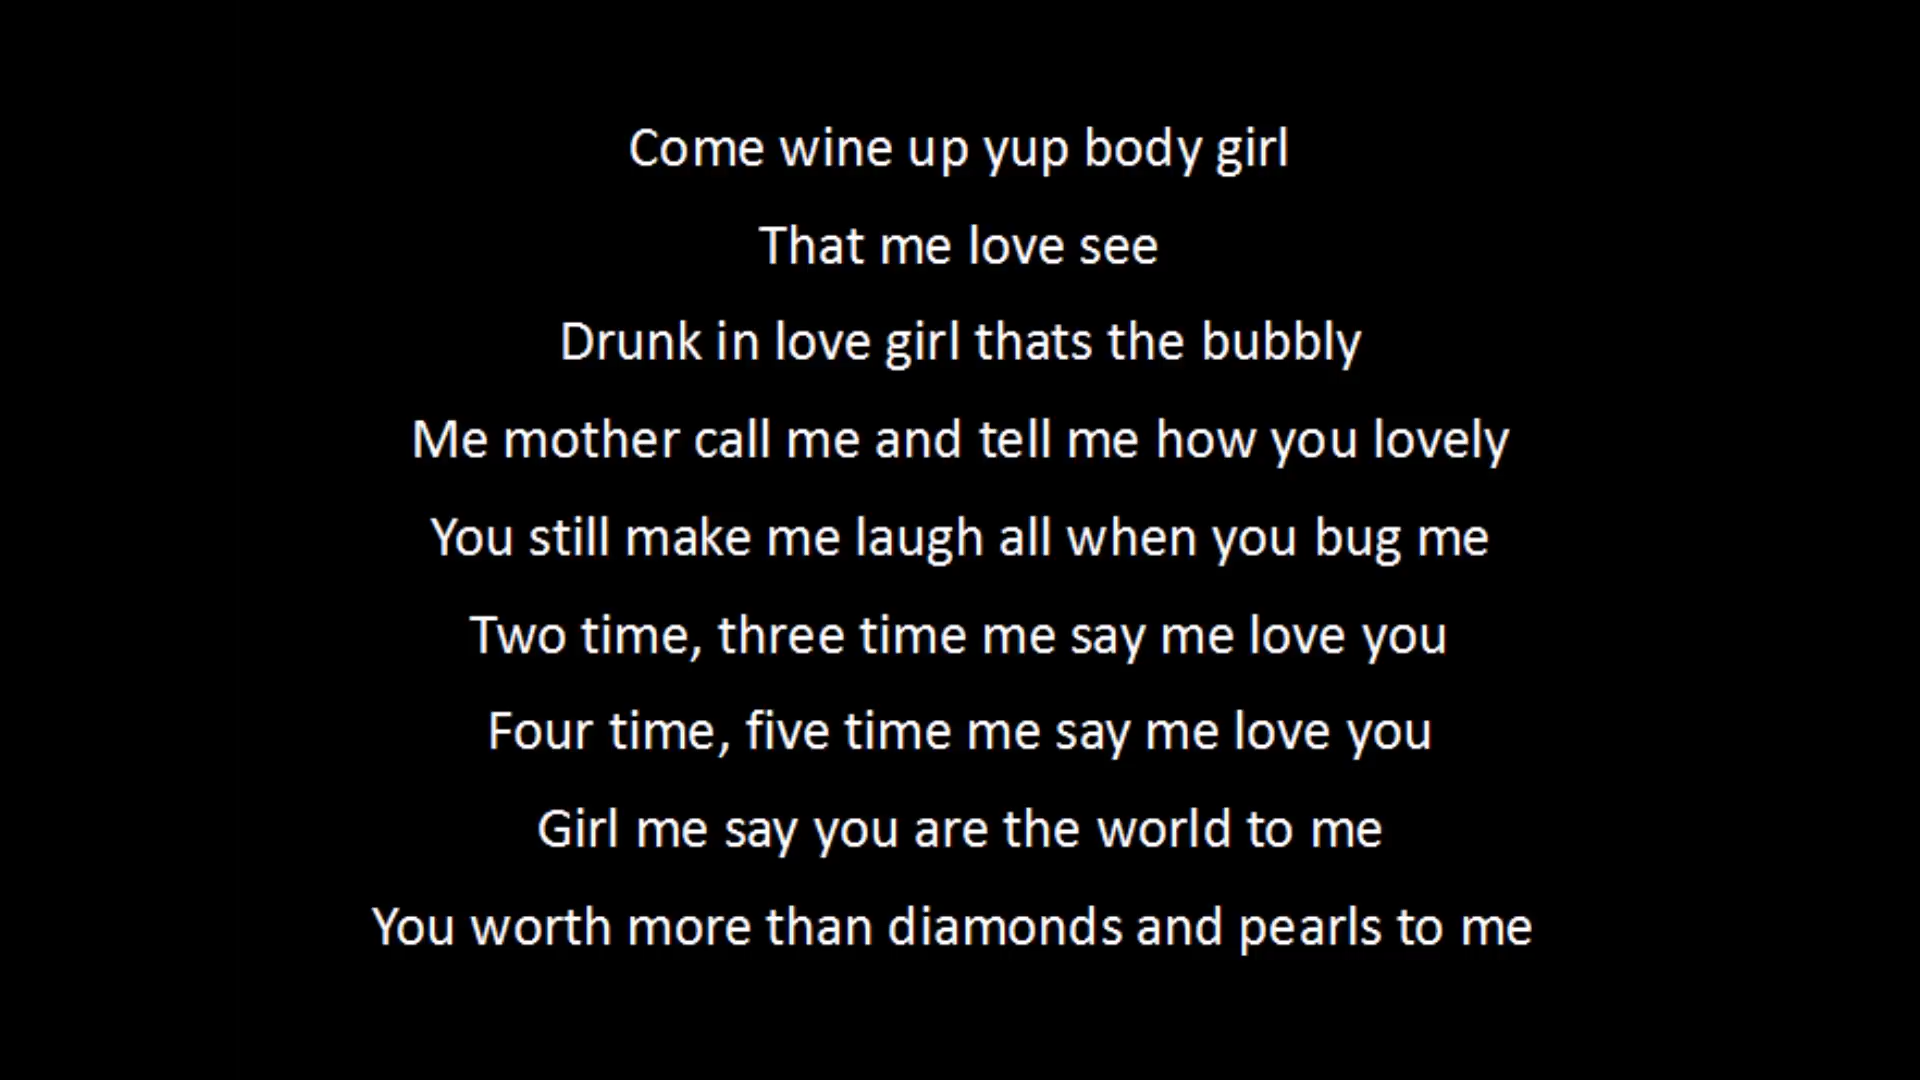 Come wine up yup body girl
That me love see
Drunk in love girl thats the bubbly
Me mother call me and tell me how you lovely
You still make me laugh all when you bug me
Two time, three time me say me love you
Four time, five time me say me love you
Girl me say you are the world to me
You worth more than diamonds and pearls to me